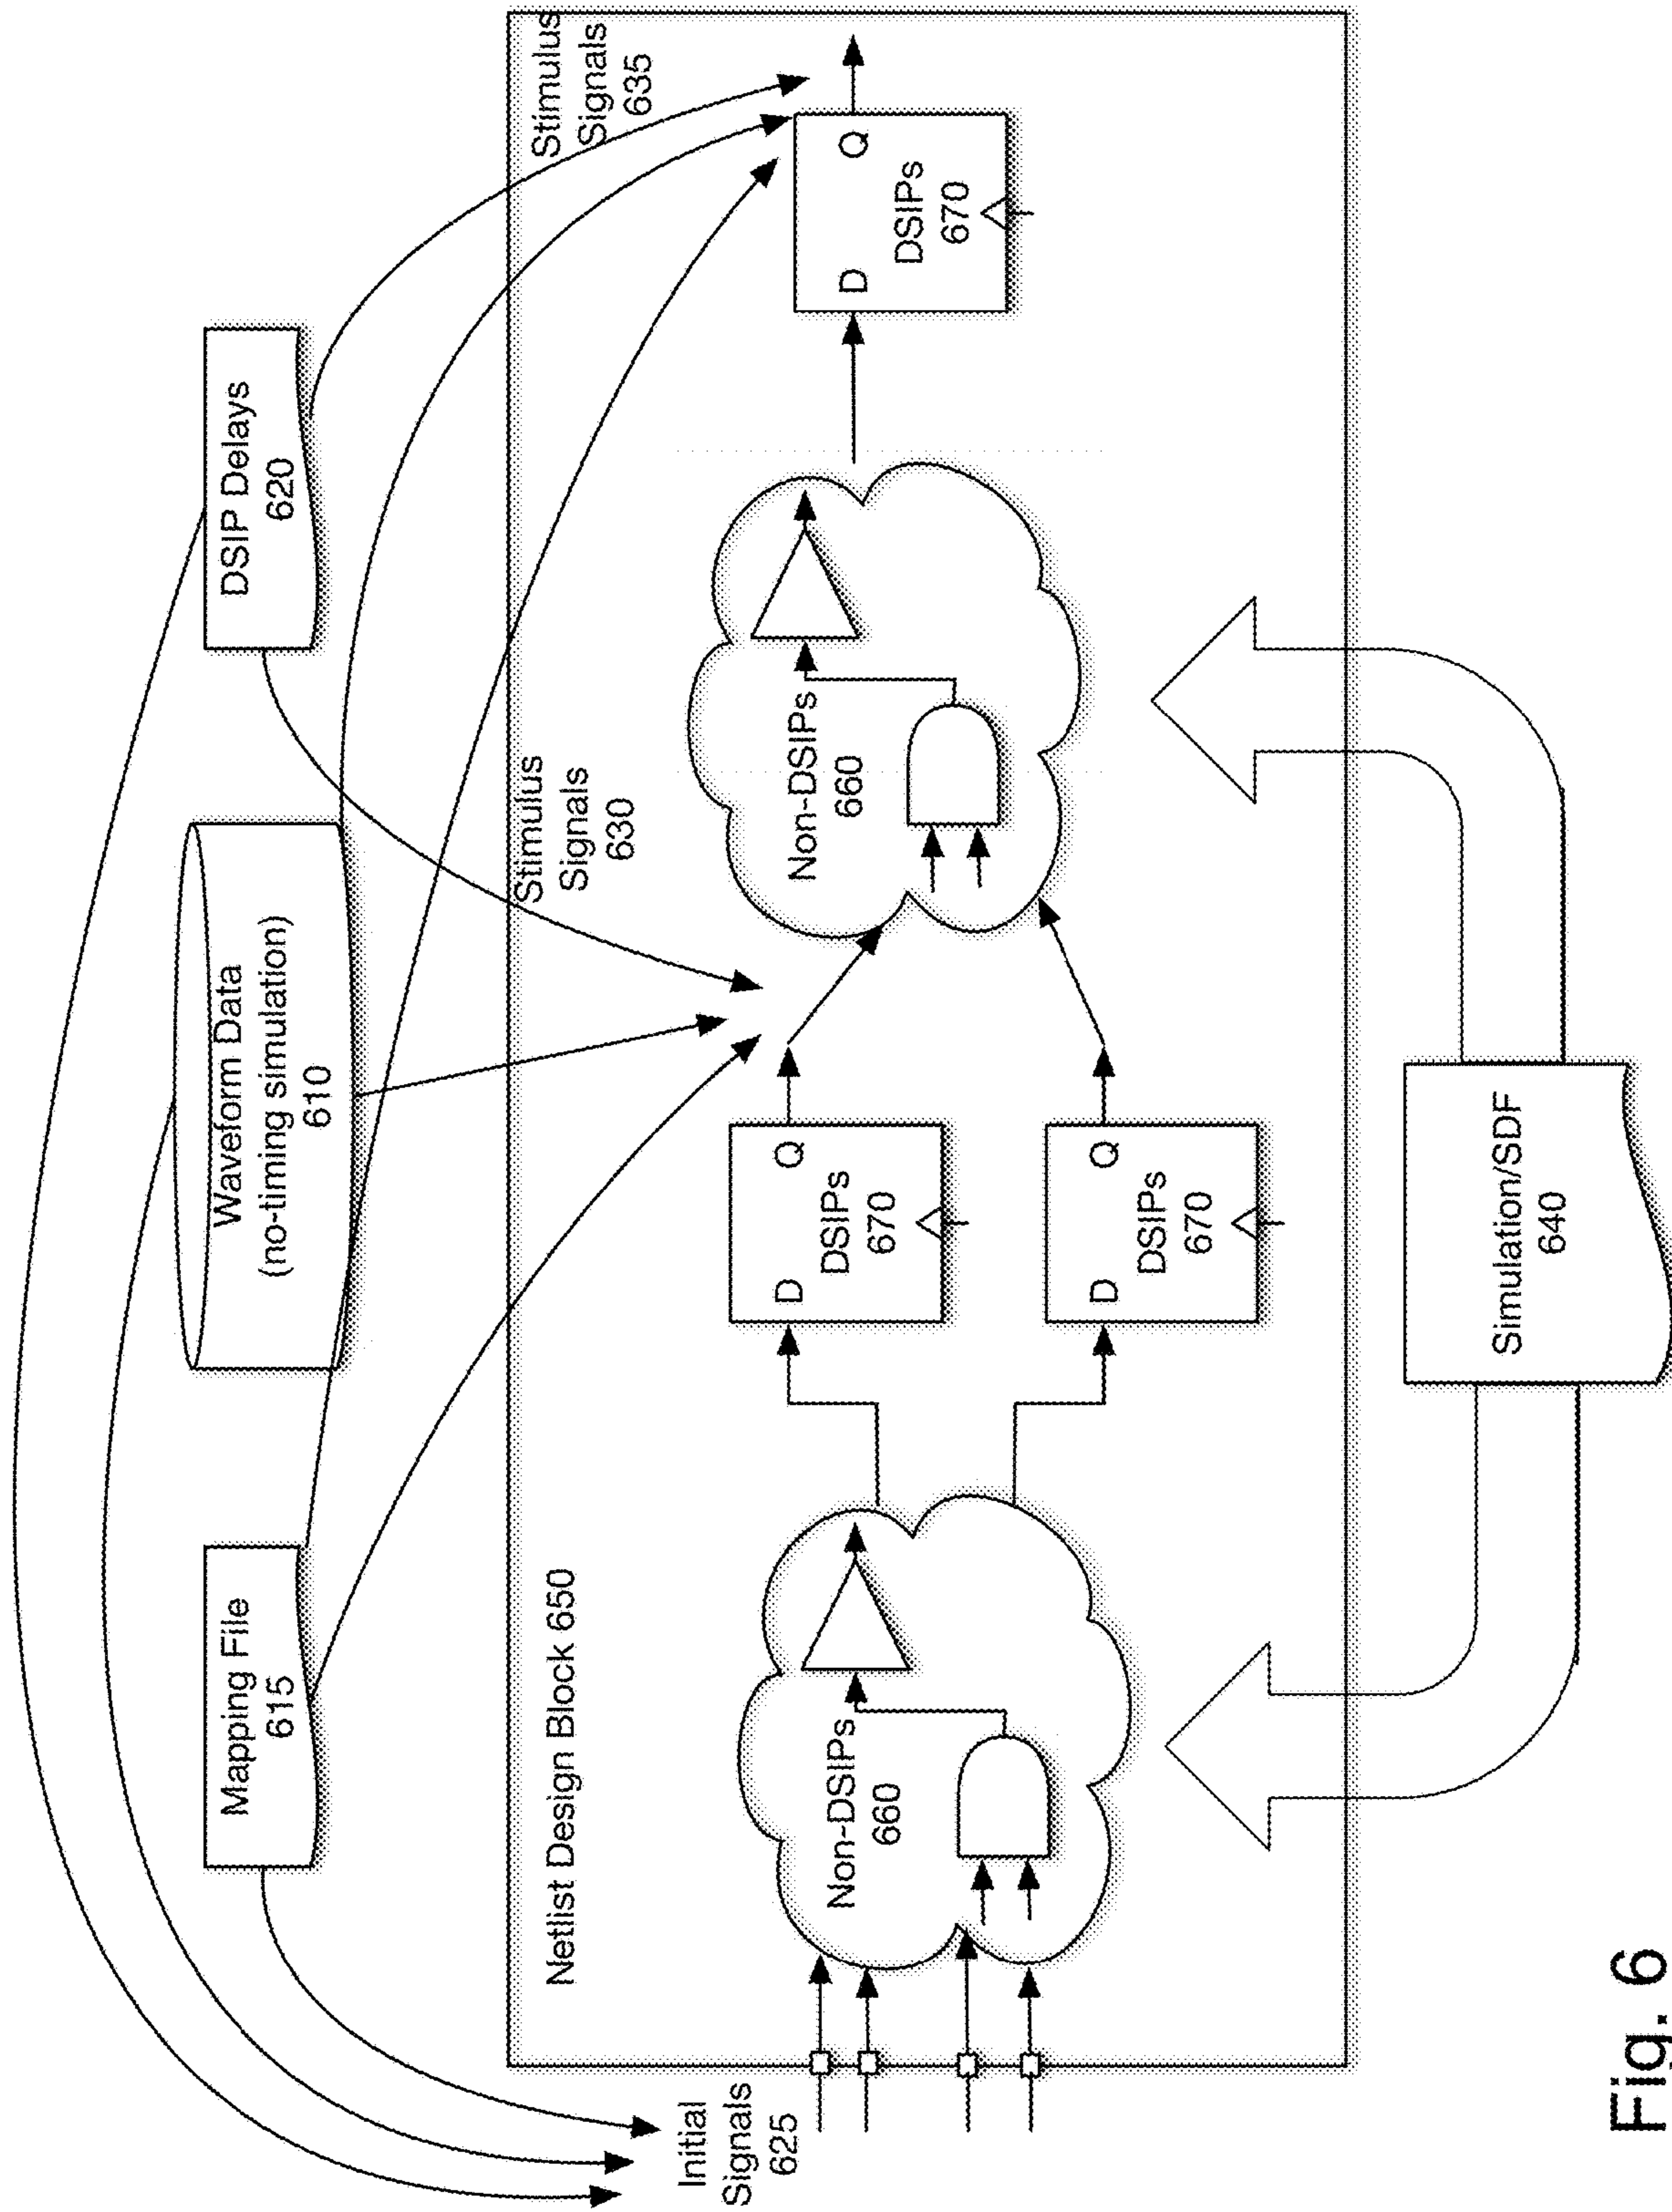 Mapping File
615
Waveform Data
(no-timing simulation)
610
DSIP Delays
620
Initial
Signals
625
Netlist Design Block 650
Stimulus
Signals
630
Stimulus
Signals
635
Non-DSIPs
660
D
Q
DSIPs
670
D
Q
DSIPs
670
Non-DSIPs
660
D
Q
DSIPs
670
Simulation/SDF
640
Fig. 6